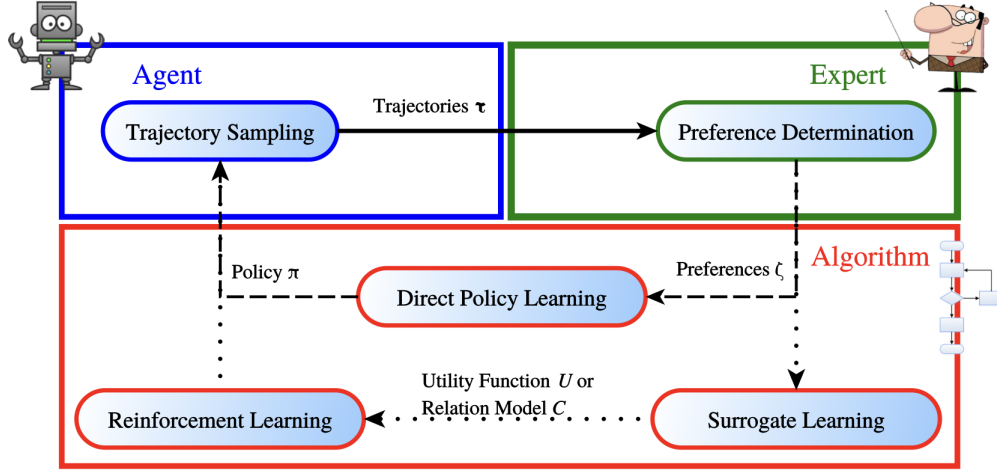 Agent
Expert
Trajectories τ
Trajectory Sampling
Preference Determination
Algorithm
Policy π
Preferences ζ
Direct Policy Learning
Utility Function U or
Relation Model C
Reinforcement Learning
Surrogate Learning